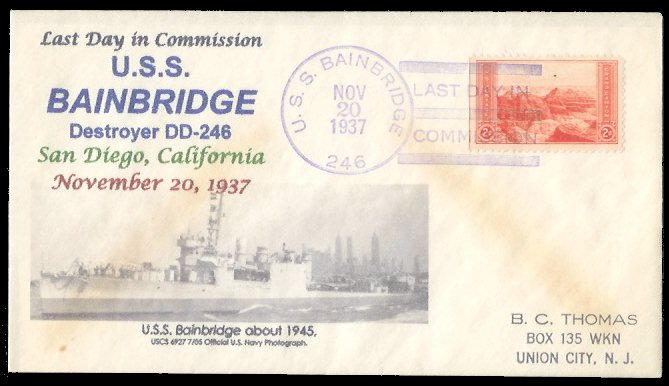 Last Day in Commission
U.S.S.
BAINBRIDGE
Destroyer DD-246
San Diego, California
November 20, 1937
U. S. S. BAINBRIDGE
NOV
20
1937
246
LAST DAY IN
COMMISSION
2¢ 2¢
U.S.S. Bainbridge about 1945.
USCS 6927 7/05 Official U.S. Navy Photograph.
B. C. THOMAS
BOX 135 WKN
UNION CITY, N. J.